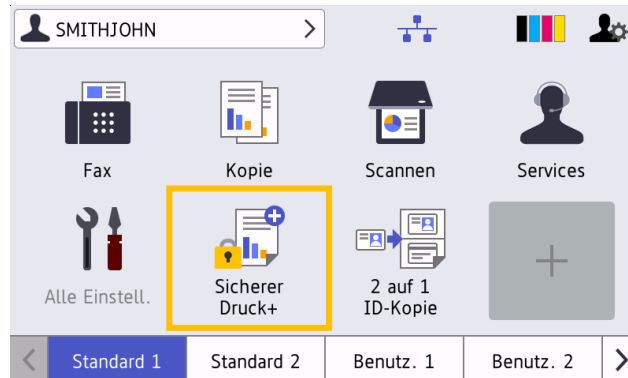 SMITHJOHN
Fax
Kopie
Scannen
Services
Alle Einstell.
Sicherer
Druck+
2 auf 1
ID-Kopie
Standard 1
Standard 2
Benutz. 1
Benutz. 2